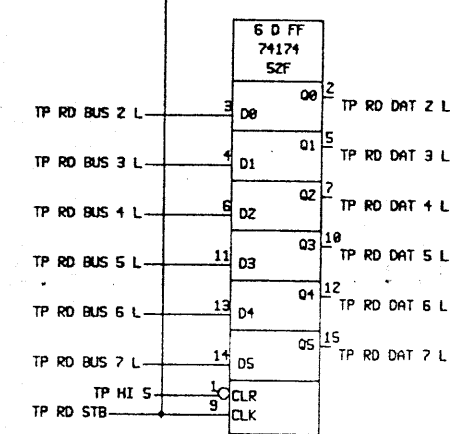 6 D FF
74174
52F
2
Q0
TP RD DAT 2 L
3
TP RD BUS 2 L
D0
5
Q1
TP RD DAT 3 L
4
TP RD BUS 3 L
D1
7
Q2
TP RD DAT 4 L
6
TP RD BUS 4 L
D2
10
Q3
TP RD DAT 5 L
11
TP RD BUS 5 L
D3
12
Q4
TP RD DAT 6 L
13
TP RD BUS 6 L
D4
15
Q5
TP RD DAT 7 L
14
TP RD BUS 7 L
D5
1
TP HI 5
CLR
9
TP RD STB
CLK